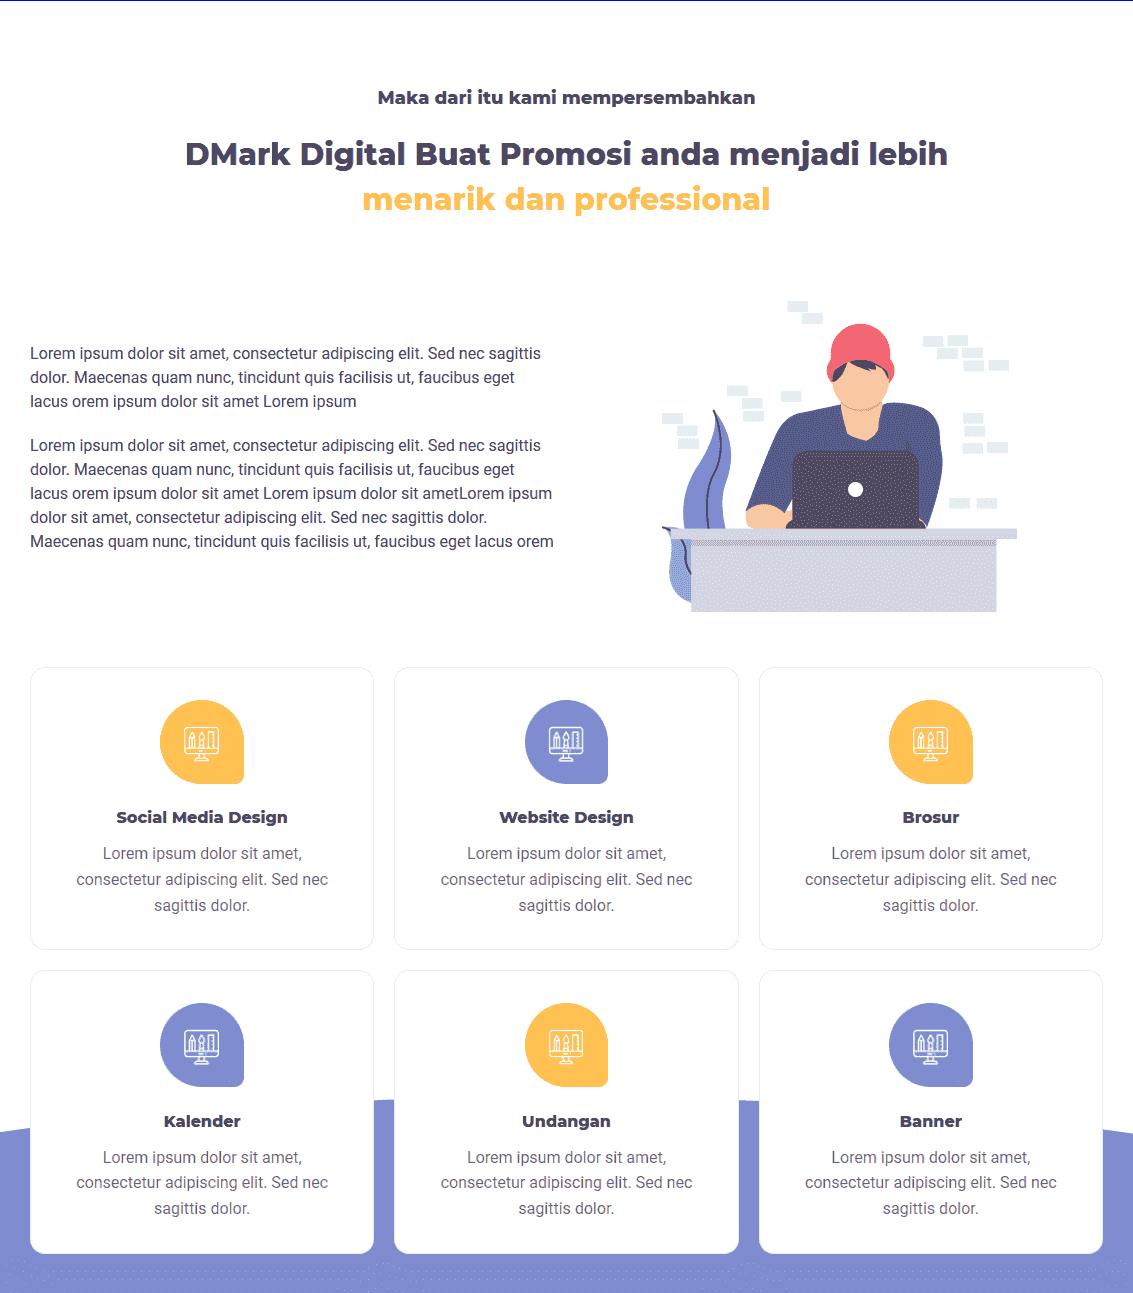 Maka dari itu kami mempersembahkan
DMark Digital Buat Promosi anda menjadi lebih
menarik dan professional
Lorem ipsum dolor sit amet, consectetur adipiscing elit. Sed nec sagittis
dolor. Maecenas quam nunc, tincidunt quis facilisis ut, faucibus eget
lacus orem ipsum dolor sit amet Lorem ipsum
Lorem ipsum dolor sit amet, consectetur adipiscing elit. Sed nec sagittis
dolor. Maecenas quam nunc, tincidunt quis facilisis ut, faucibus eget
lacus orem ipsum dolor sit amet Lorem ipsum dolor sit ametLorem ipsum
dolor sit amet, consectetur adipiscing elit. Sed nec sagittis dolor.
Maecenas quam nunc, tincidunt quis facilisis ut, faucibus eget lacus orem
Social Media Design
Lorem ipsum dolor sit amet,
consectetur adipiscing elit. Sed nec
sagittis dolor.
Website Design
Lorem ipsum dolor sit amet,
consectetur adipiscing elit. Sed nec
sagittis dolor.
Brosur
Lorem ipsum dolor sit amet,
consectetur adipiscing elit. Sed nec
sagittis dolor.
Kalender
Lorem ipsum dolor sit amet,
consectetur adipiscing elit. Sed nec
sagittis dolor.
Undangan
Lorem ipsum dolor sit amet,
consectetur adipiscing elit. Sed nec
sagittis dolor.
Banner
Lorem ipsum dolor sit amet,
consectetur adipiscing elit. Sed nec
sagittis dolor.